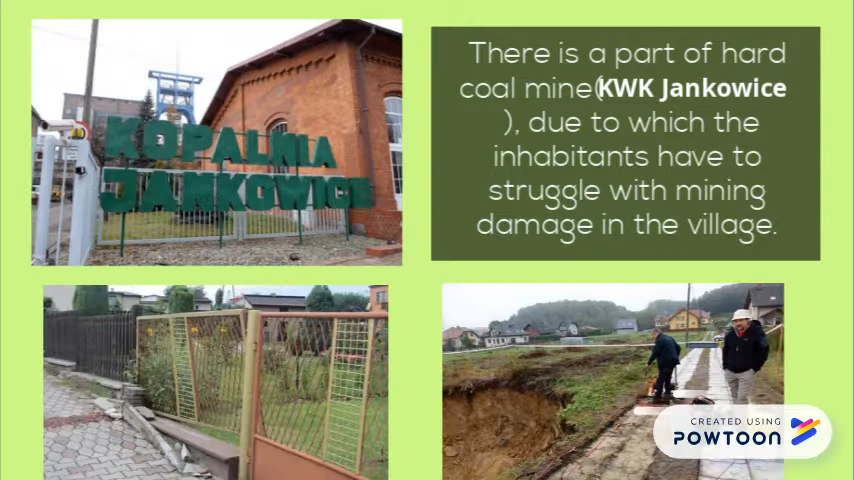 KOPALNIA
JANKOWICE
There is a part of hard
coal mine(KWK Jankowice
), due to which the
inhabitants have to
struggle with mining
damage in the village.
CREATED USING
POWTOON